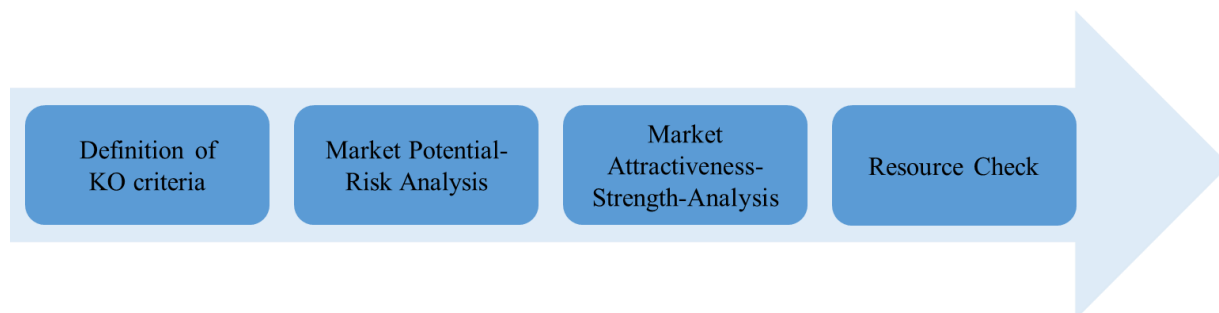 Definition of
KO criteria
Market Potential-
Risk Analysis
Market
Attractiveness-
Strength-Analysis
Resource Check